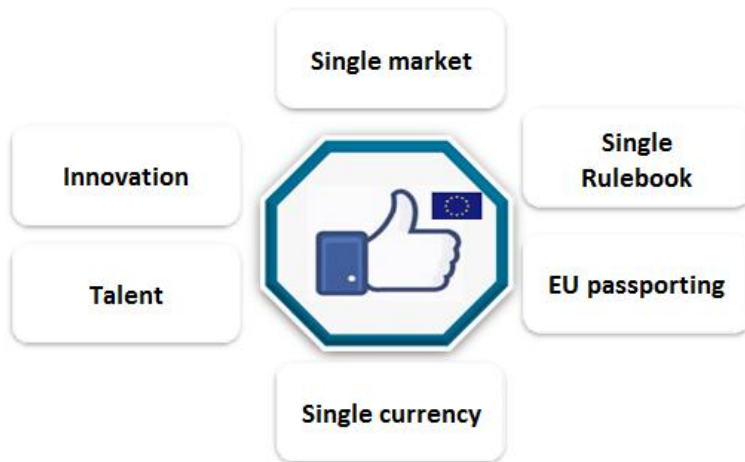 Single market
Innovation
Single
Rulebook
Talent
EU passporting
Single currency